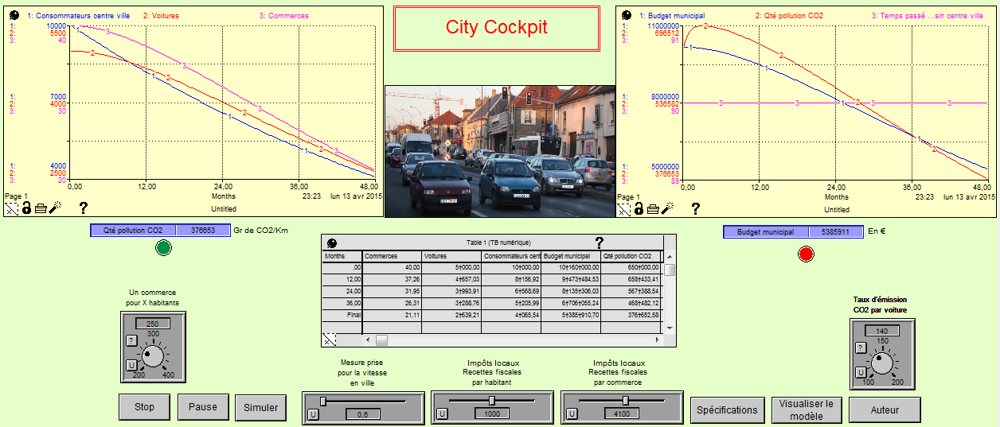 1: Consommateurs centre ville 2: Voitures 3: Commerces
1: 10000
2: 5500
3: 40
1: 7000
2: 4000
3: 30
1: 4000
2: 2500
3: 20
0,00 12,00 24,00 36,00 48,00
Page 1 Months 23:23 lun 13 avr 2015
Untitled
?
City Cockpit
1: Budget municipal 2: Qté pollution CO2 3: Temps passé ...sin centre ville
1: 11000000
2: 696512
3: 91
1: 8000000
2: 536582
3: 90
1: 5000000
2: 376653
3: 89
0,00 12,00 24,00 36,00 48,00
Page 1 Months 23:23 lun 13 avr 2015
Untitled
?
Qté pollution CO2 376653 Gr de CO2/Km
Budget municipal 5385911 En €
Table 1 (TB numérique) ?
Months Commerces Voitures Consommateurs cent Budget municipal Qté pollution CO2
,00 40,00 5†000,00 10†000,00 10†160†000,00 650†000,00
12,00 37,26 4†657,03 8†156,92 9†473†484,53 658†433,41
24,00 31,95 3†993,91 6†568,69 8†135†306,03 567†388,54
36,00 26,31 3†288,76 5†205,99 6†706†055,24 468†482,12
Final 21,11 2†639,21 4†065,54 5†385†910,70 376†652,58
Un commerce
pour X habitants
250
300
?
U
200 400
Taux d'émission
CO2 par voiture
140
150
?
U
100 200
Mesure prise
pour la vitesse
en ville
U 0,6
Impôts locaux
Recettes fiscales
par habitant
U 1000
Impôts locaux
Recettes fiscales
par commerce
U 4100
Stop Pause Simuler
Spécifications
Visualiser le
modèle
Auteur